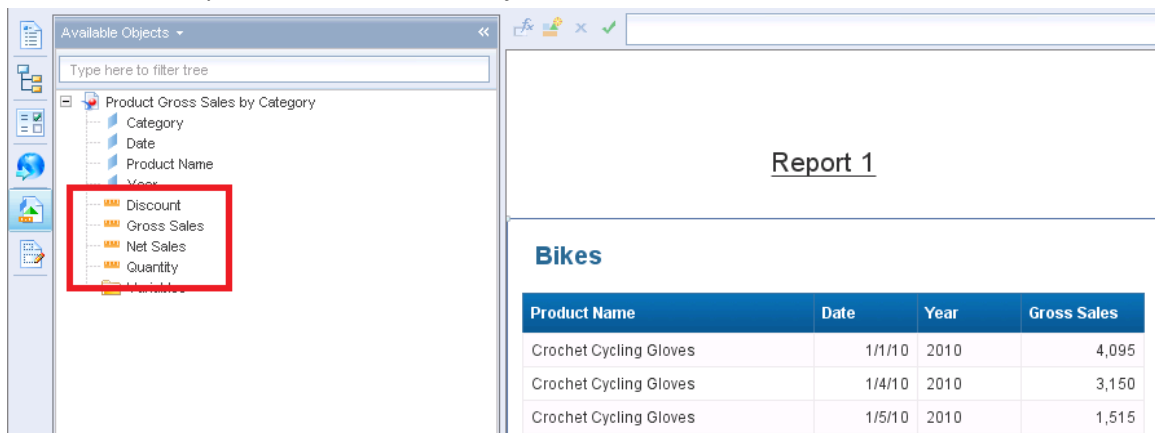 Available Objects
Type here to filter tree
Product Gross Sales by Category
Category
Date
Product Name
Year
Discount
Gross Sales
Net Sales
Quantity
Variables
Report 1
Bikes
Product Name Date Year Gross Sales
Crochet Cycling Gloves 1/1/10 2010 4,095
Crochet Cycling Gloves 1/4/10 2010 3,150
Crochet Cycling Gloves 1/5/10 2010 1,515